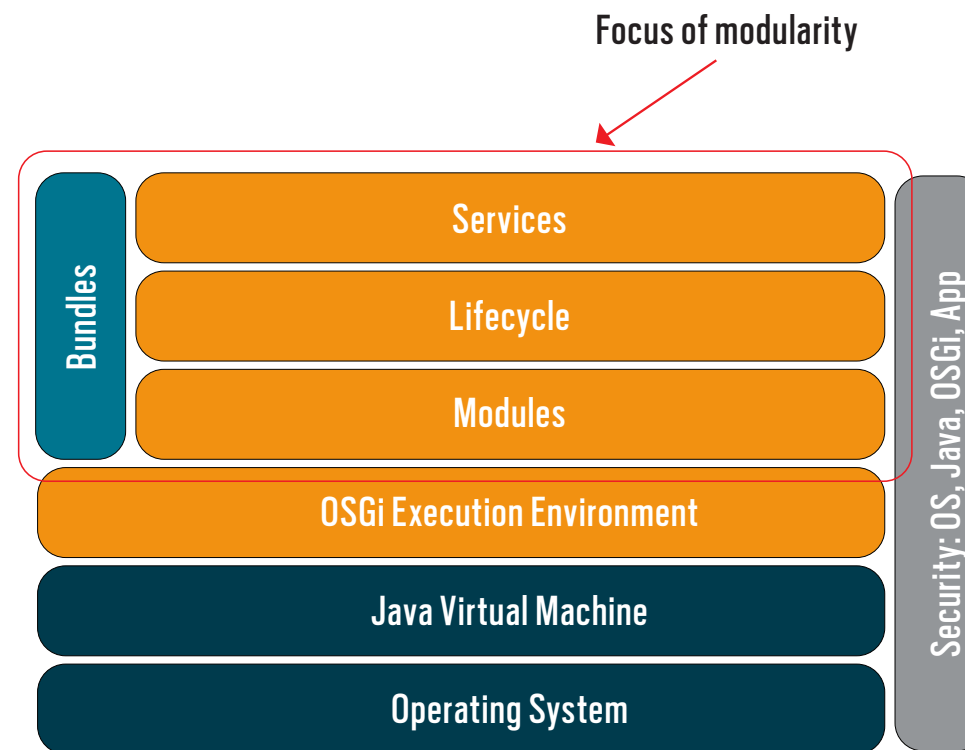 Focus of modularity
Bundles
Services
Lifecycle
Modules
OSGi Execution Environment
Java Virtual Machine
Operating System
Security: OS, Java, OSGi, App